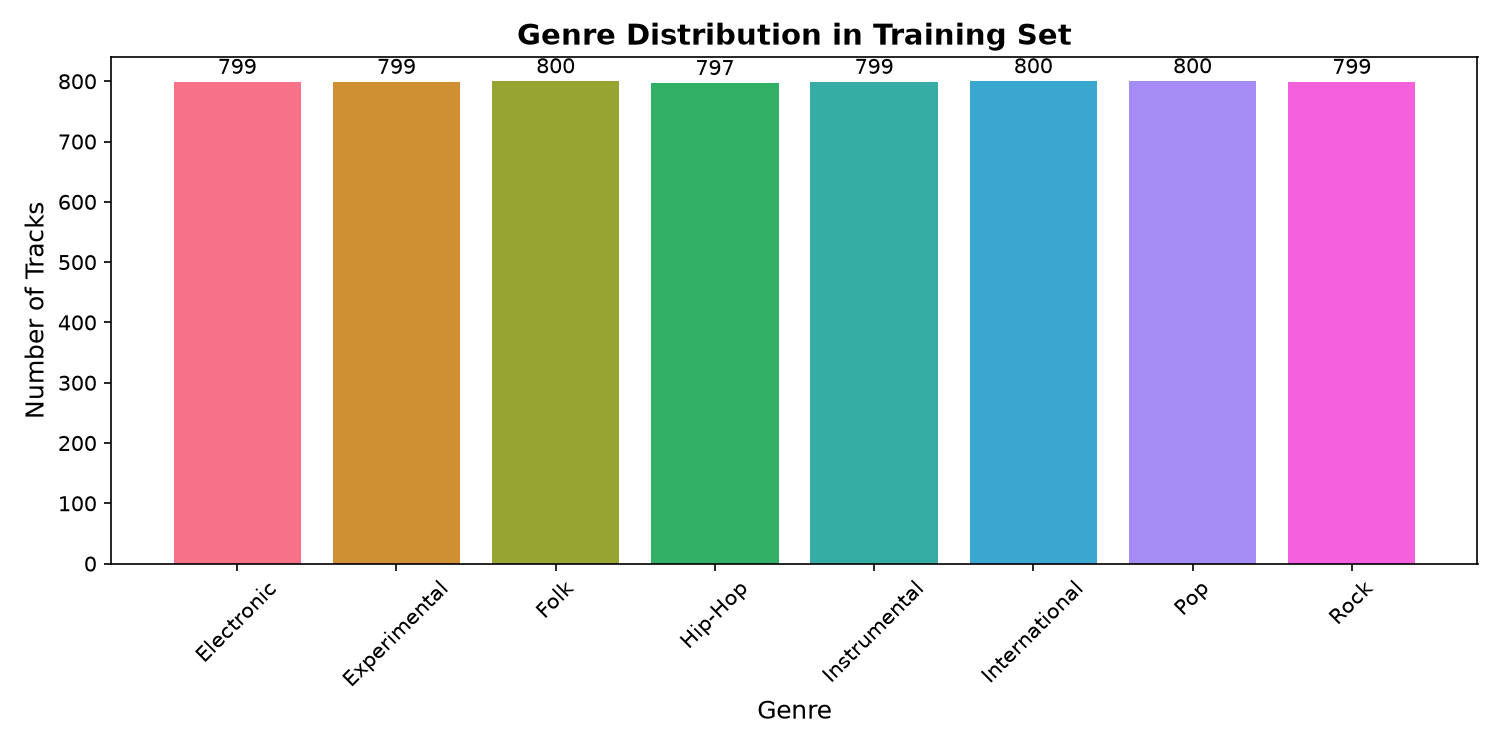 Genre Distribution in Training Set
799 799 800 797 799 800 800 799
800
700
600
500
400
300
200
100
0
Number of Tracks
Electronic Experimental Folk Hip-Hop Instrumental International Pop Rock
Genre